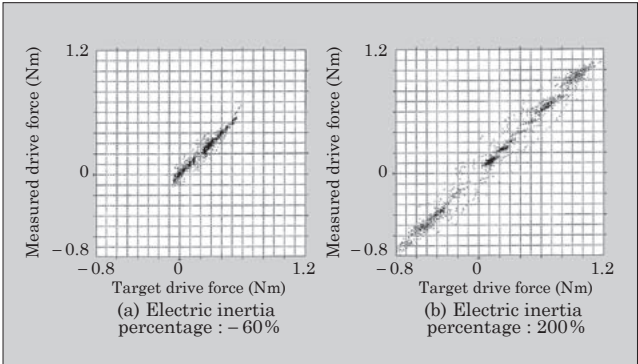 1.2
Measured drive force (Nm)
0
−0.8
−0.8
0
1.2
Target drive force (Nm)
(a) Electric inertia
percentage : −60%
1.2
Measured drive force (Nm)
0
−0.8
−0.8
0
1.2
Target drive force (Nm)
(b) Electric inertia
percentage : 200%